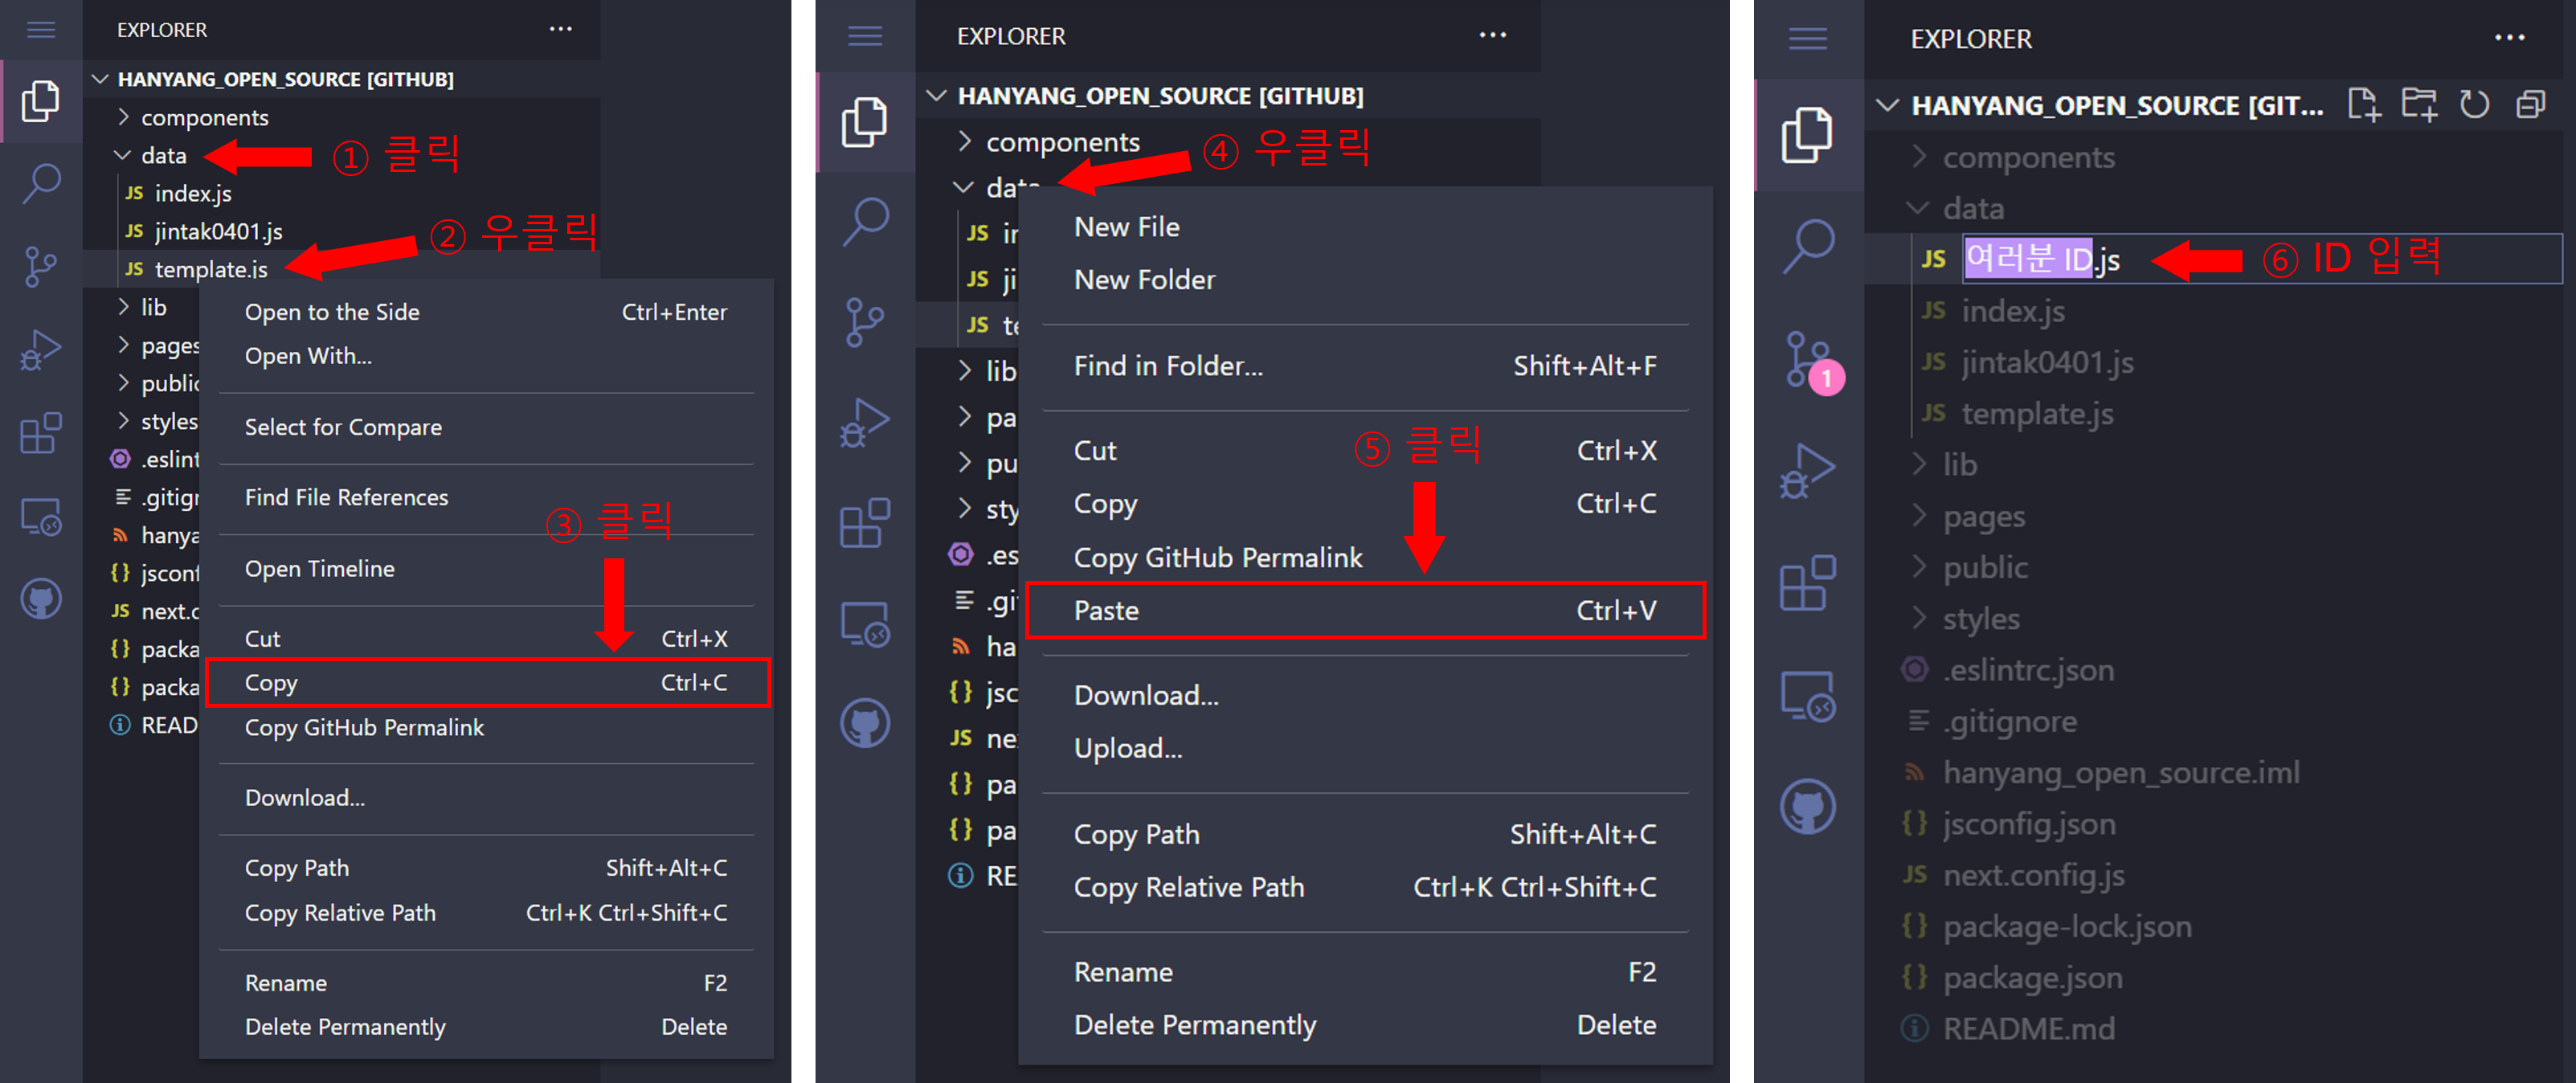 EXPLORER
HANYANG_OPEN_SOURCE [GITHUB]
components
data
① 클릭
JS index.js
JS jintak0401.js
② 우클릭
JS template.js
lib
pages
public
styles
.eslint
.gitign
hanya
{} jsconf
JS next.c
{} packa
{} packa
READ
Open to the Side Ctrl+Enter
Open With...
Select for Compare
Find File References
③ 클릭
Open Timeline
Cut Ctrl+X
Copy Ctrl+C
Copy GitHub Permalink
Download...
Copy Path Shift+Alt+C
Copy Relative Path Ctrl+K Ctrl+Shift+C
Rename F2
Delete Permanently Delete
EXPLORER
HANYANG_OPEN_SOURCE [GITHUB]
components
④ 우클릭
data
JS in
JS ji
JS te
lib
pa
pu
sty
.es
.gi
ha
{} jsc
JS ne
{} pa
{} pa
RE
New File
New Folder
Find in Folder... Shift+Alt+F
⑤ 클릭
Cut Ctrl+X
Copy Ctrl+C
Copy GitHub Permalink
Paste Ctrl+V
Download...
Upload...
Copy Path Shift+Alt+C
Copy Relative Path Ctrl+K Ctrl+Shift+C
Rename F2
Delete Permanently Delete
EXPLORER
HANYANG_OPEN_SOURCE [GIT...
components
data
JS 여러분 ID.js
⑥ ID 입력
JS index.js
JS jintak0401.js
JS template.js
1
lib
pages
public
styles
.eslintrc.json
.gitignore
hanyang_open_source.iml
{} jsconfig.json
JS next.config.js
{} package-lock.json
{} package.json
README.md